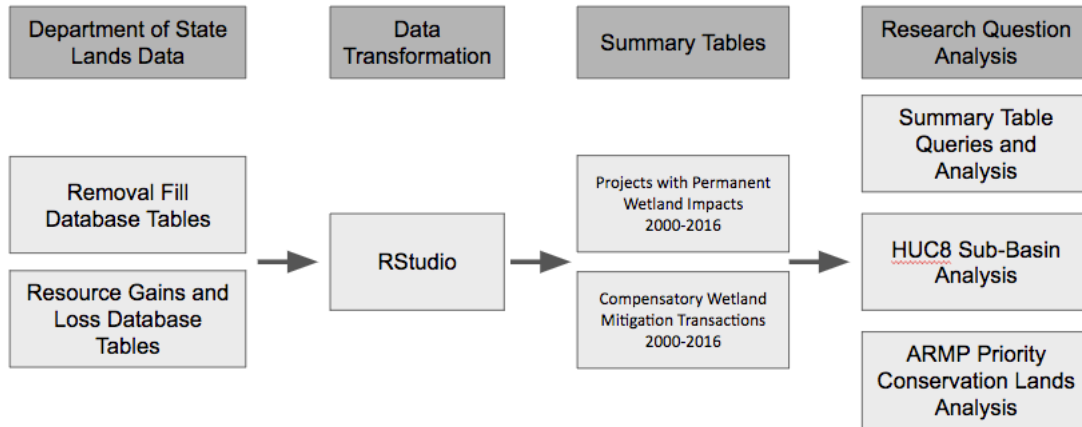 Department of State
Lands Data
Data
Transformation
Summary Tables
Research Question
Analysis
Removal Fill
Database Tables
Resource Gains and
Loss Database
Tables
RStudio
Projects with Permanent
Wetland Impacts
2000-2016
Compensatory Wetland
Mitigation Transactions
2000-2016
Summary Table
Queries and
Analysis
HUC8 Sub-Basin
Analysis
ARMP Priority
Conservation Lands
Analysis